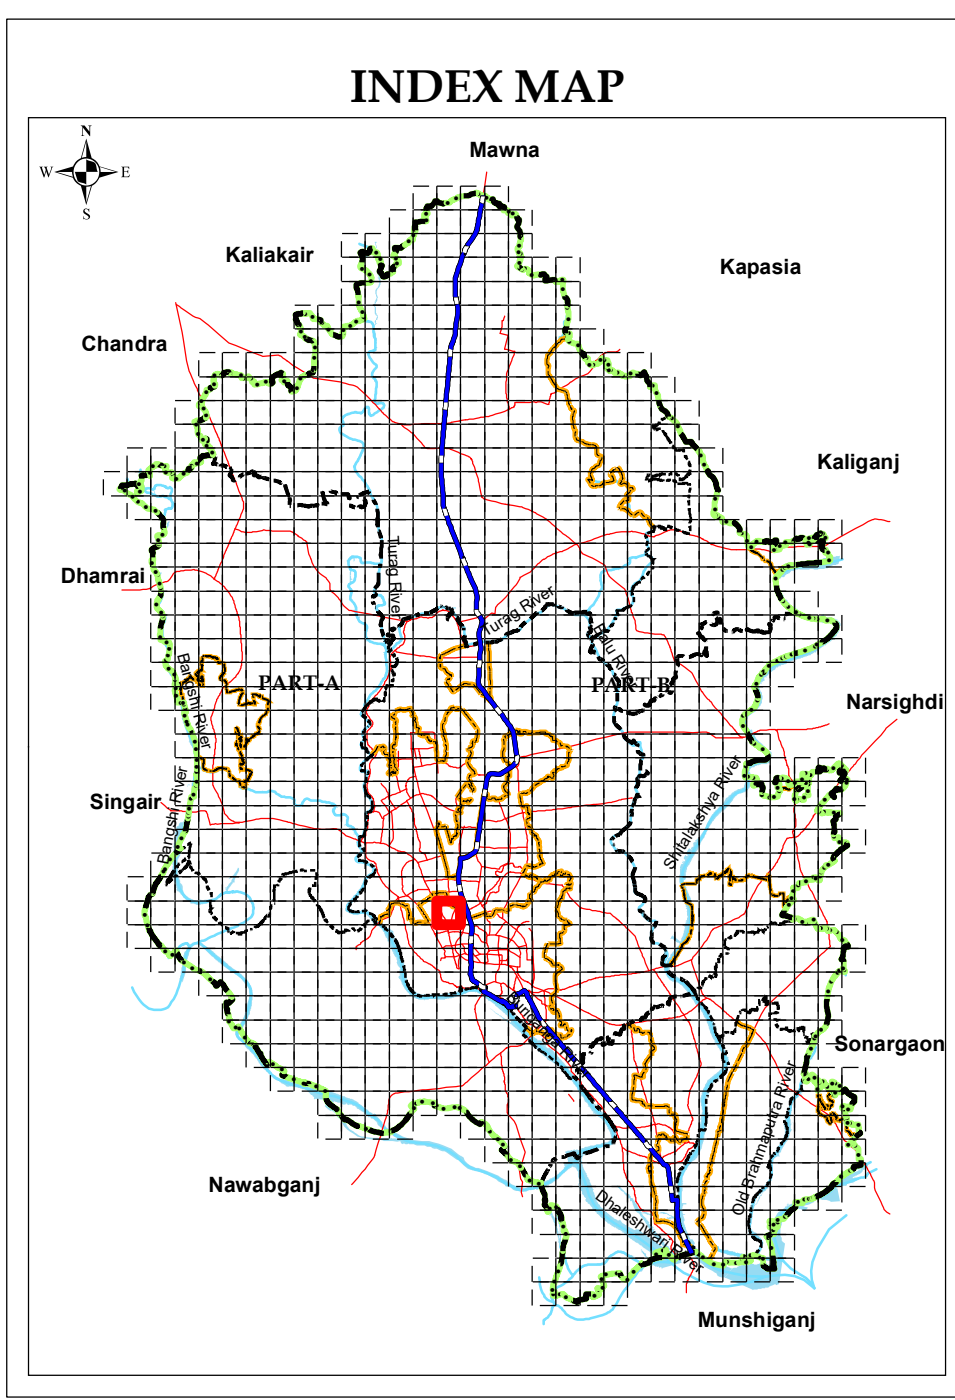 INDEX MAP
N
W E
S
Mawna
Kaliakair
Kapasia
Chandra
Kaliganj
Turag River
Dhamrai
Turag River
Balu River
Bangshi River
PART-A
PART-B
Narsighdi
Shitalakshya River
Singair
Bangshi River
Buriganga River
Sonargaon
Old Brahmaputra River
Nawabganj
Dhaleshwari River
Munshiganj